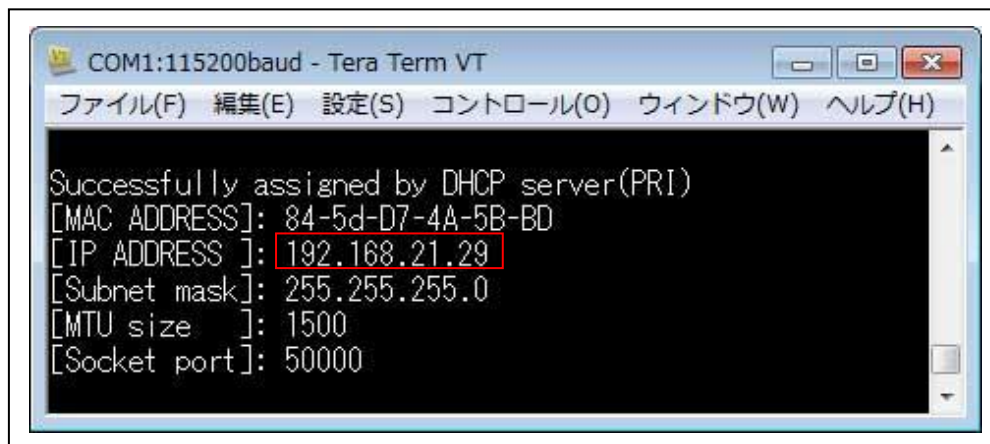 COM1:115200baud - Tera Term VT
ファイル(F) 編集(E) 設定(S) コントロール(O) ウィンドウ(W) ヘルプ(H)
Successfully assigned by DHCP server(PRI)
[MAC ADDRESS]: 84-5d-D7-4A-5B-BD
[IP ADDRESS ]: 192.168.21.29
[Subnet mask]: 255.255.255.0
[MTU size   ]: 1500
[Socket port]: 50000